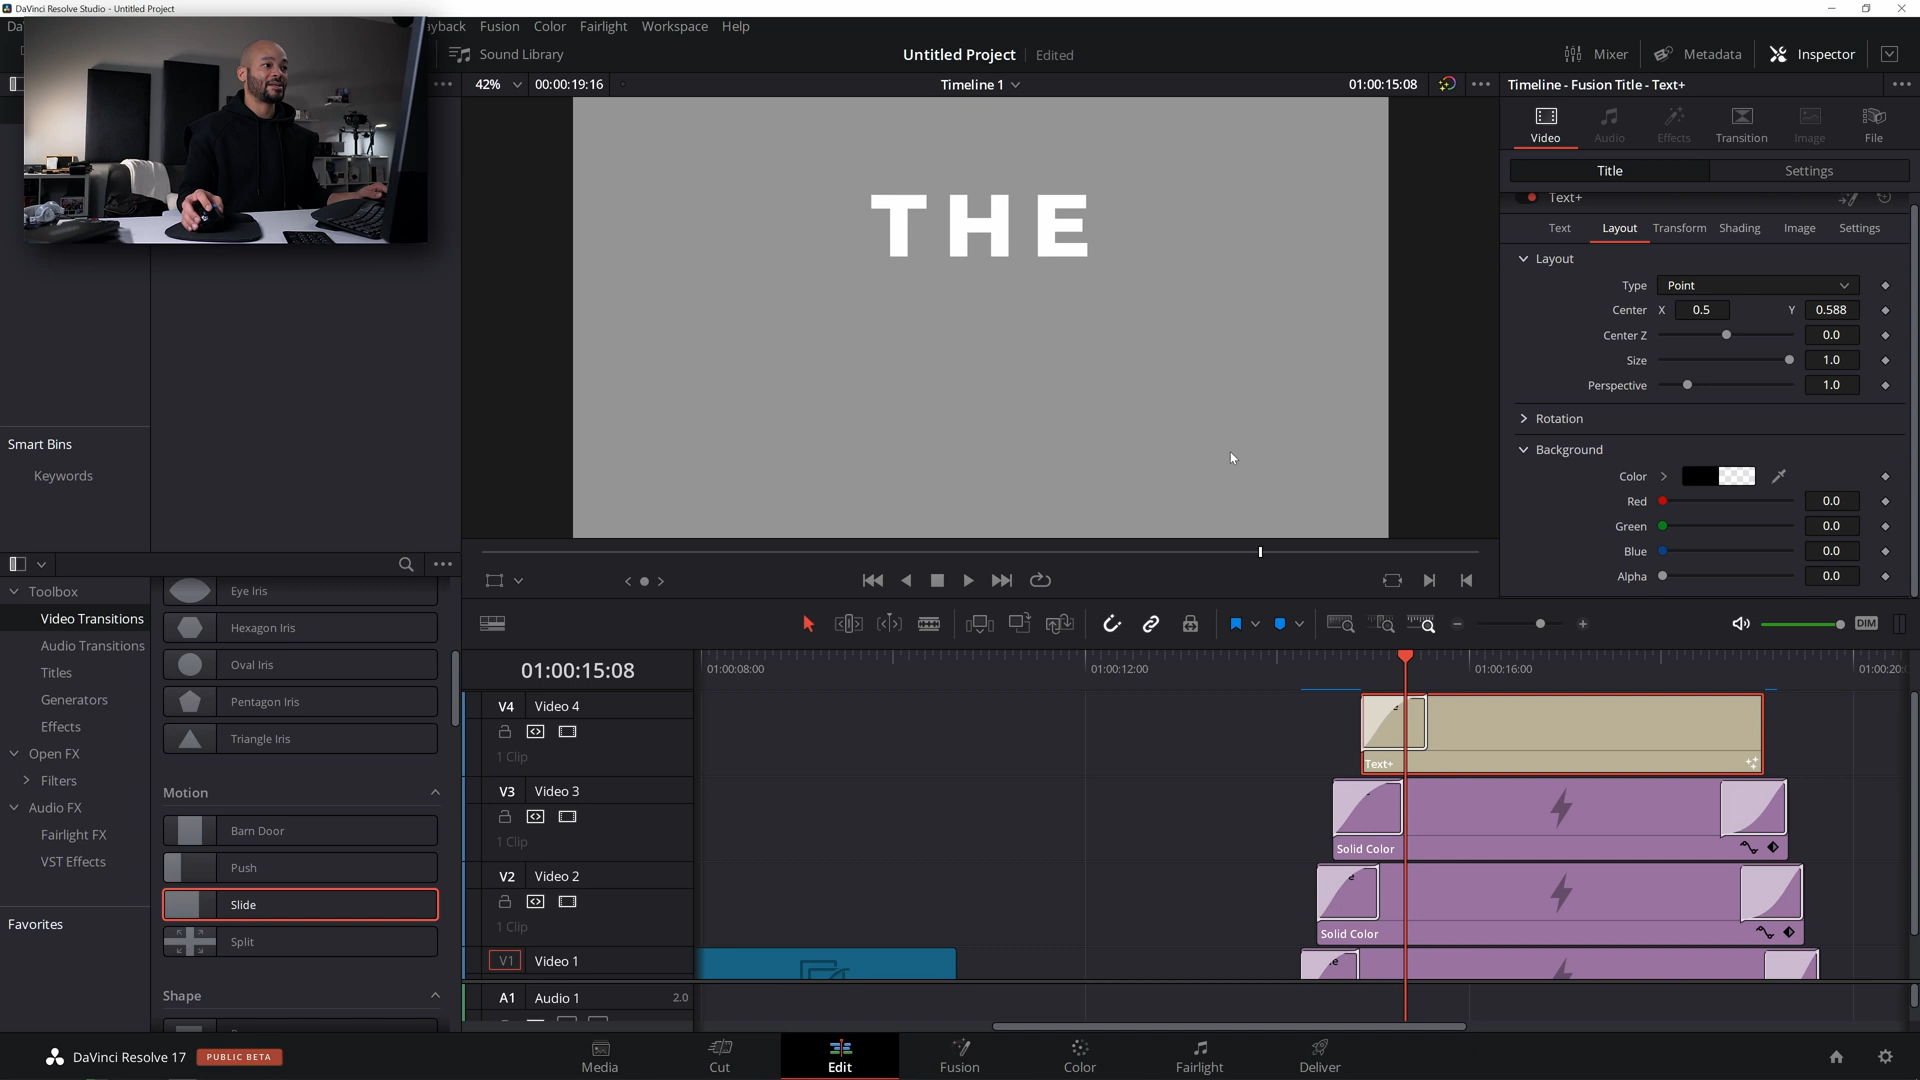 DaVinci Resolve Studio - Untitled Project
Da
yback Fusion Color Fairlight Workspace Help
Sound Library
Untitled Project Edited
Mixer Metadata Inspector
42% 00:00:19:16 Timeline 1 01:00:15:08
Timeline - Fusion Title - Text+
Video Audio Effects Transition Image File
Title Settings
Text+
Text Layout Transform Shading Image Settings
THE
Layout
Type Point
Center X 0.5 Y 0.588
Center Z 0.0
Size 1.0
Perspective 1.0
Rotation
Background
Color
Red 0.0
Green 0.0
Blue 0.0
Alpha 0.0
Smart Bins
Keywords
Toolbox
Video Transitions
Audio Transitions
Titles
Generators
Effects
Open FX
Filters
Audio FX
Fairlight FX
VST Effects
Favorites
Eye Iris
Hexagon Iris
Oval Iris
Pentagon Iris
Triangle Iris
Motion
Barn Door
Push
Slide
Split
Shape
DIM
01:00:15:08
01:00:08:00 01:00:12:00 01:00:16:00 01:00:20:
V4 Video 4
1 Clip
Text+
V3 Video 3
1 Clip
Solid Color
V2 Video 2
1 Clip
Solid Color
V1 Video 1
A1 Audio 1 2.0
DaVinci Resolve 17 PUBLIC BETA
Media Cut Edit Fusion Color Fairlight Deliver